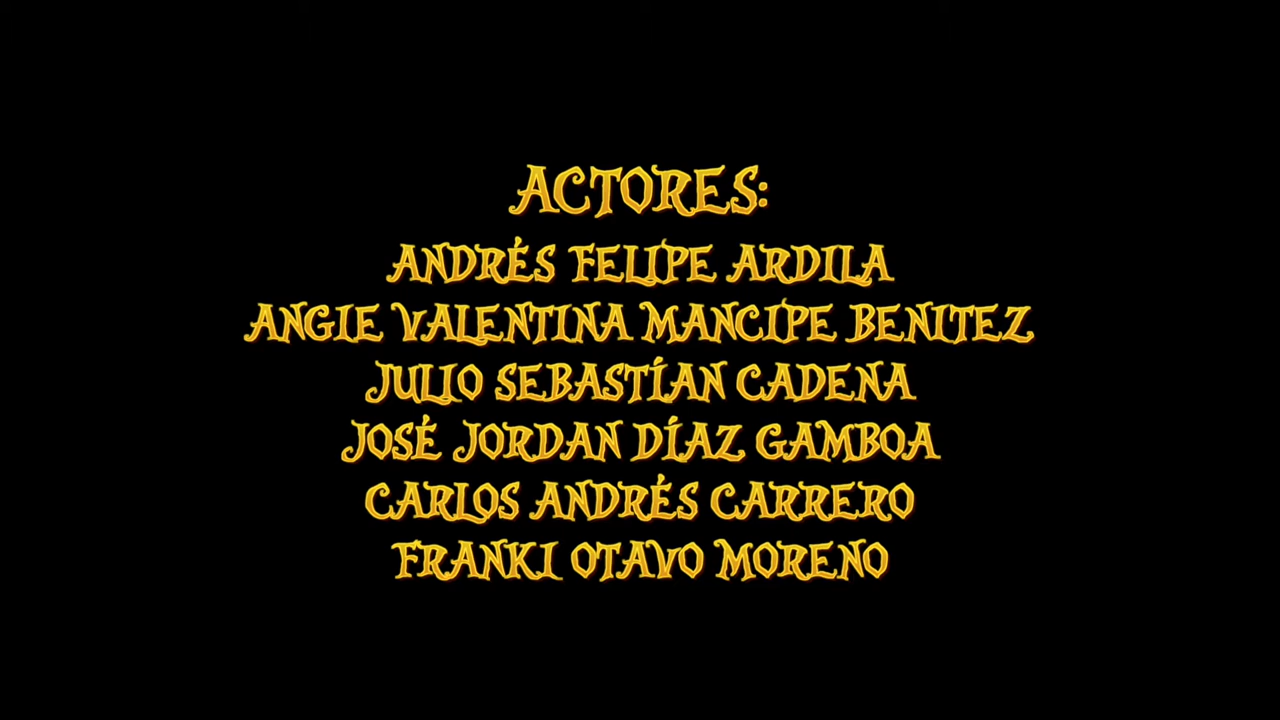 ACTORES:
ANDRÉS FELIPE ARDILA
ANGIE VALENTINA MANCIPE BENITEZ
JULIO SEBASTÍAN CADENA
JOSÉ JORDAN DÍAZ GAMBOA
CARLOS ANDRÉS CARRERO
FRANKI OTAVO MORENO